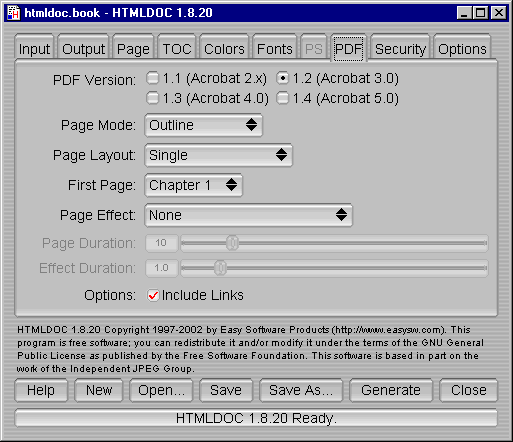 htmldoc.book - HTMLDOC 1.8.20
Input Output Page TOC Colors Fonts PS PDF Security Options
PDF Version: 1.1 (Acrobat 2.x) 1.2 (Acrobat 3.0)
1.3 (Acrobat 4.0) 1.4 (Acrobat 5.0)
Page Mode: Outline
Page Layout: Single
First Page: Chapter 1
Page Effect: None
Page Duration: 10
Effect Duration: 1.0
Options: Include Links
HTMLDOC 1.8.20 Copyright 1997-2002 by Easy Software Products (http://www.easysw.com). This
program is free software; you can redistribute it and/or modify it under the terms of the GNU General
Public License as published by the Free Software Foundation. This software is based in part on the
work of the Independent JPEG Group.
Help New Open... Save Save As... Generate Close
HTMLDOC 1.8.20 Ready.